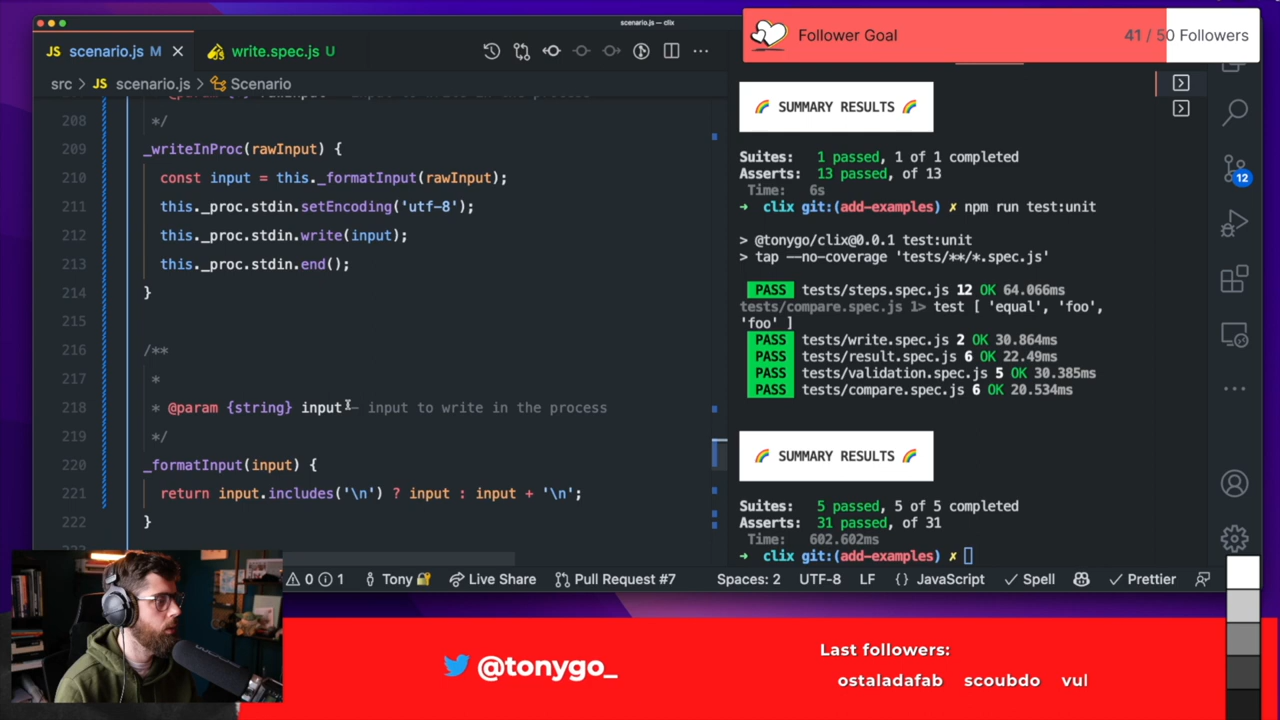 scenario.js — clix
JS scenario.js M
write.spec.js U
src > JS scenario.js > Scenario
208
*/
209 _writeInProc(rawInput) {
210 const input = this._formatInput(rawInput);
211 this._proc.stdin.setEncoding('utf-8');
212 this._proc.stdin.write(input);
213 this._proc.stdin.end();
214 }
215
216 /**
217 *
218 * @param {string} input – input to write in the process
219 */
220 _formatInput(input) {
221 return input.includes('\n') ? input : input + '\n';
222 }
0 1 Tony Live Share Pull Request #7 Spaces: 2 UTF-8 LF {} JavaScript Spell Prettier
Follower Goal 41 / 50 Followers
SUMMARY RESULTS
Suites: 1 passed, 1 of 1 completed
Asserts: 13 passed, of 13
Time: 6s
➜ clix git:(add-examples) ✗ npm run test:unit
> @tonygo/clix@0.0.1 test:unit
> tap --no-coverage 'tests/**/*.spec.js'
PASS tests/steps.spec.js 12 OK 64.066ms
tests/compare.spec.js 1> test [ 'equal', 'foo',
'foo' ]
PASS tests/write.spec.js 2 OK 30.864ms
PASS tests/result.spec.js 6 OK 22.49ms
PASS tests/validation.spec.js 5 OK 30.385ms
PASS tests/compare.spec.js 6 OK 20.534ms
SUMMARY RESULTS
Suites: 5 passed, 5 of 5 completed
Asserts: 31 passed, of 31
Time: 602.602ms
➜ clix git:(add-examples) ✗
12
@tonygo_
Last followers:
ostaladafab scoubdo vul